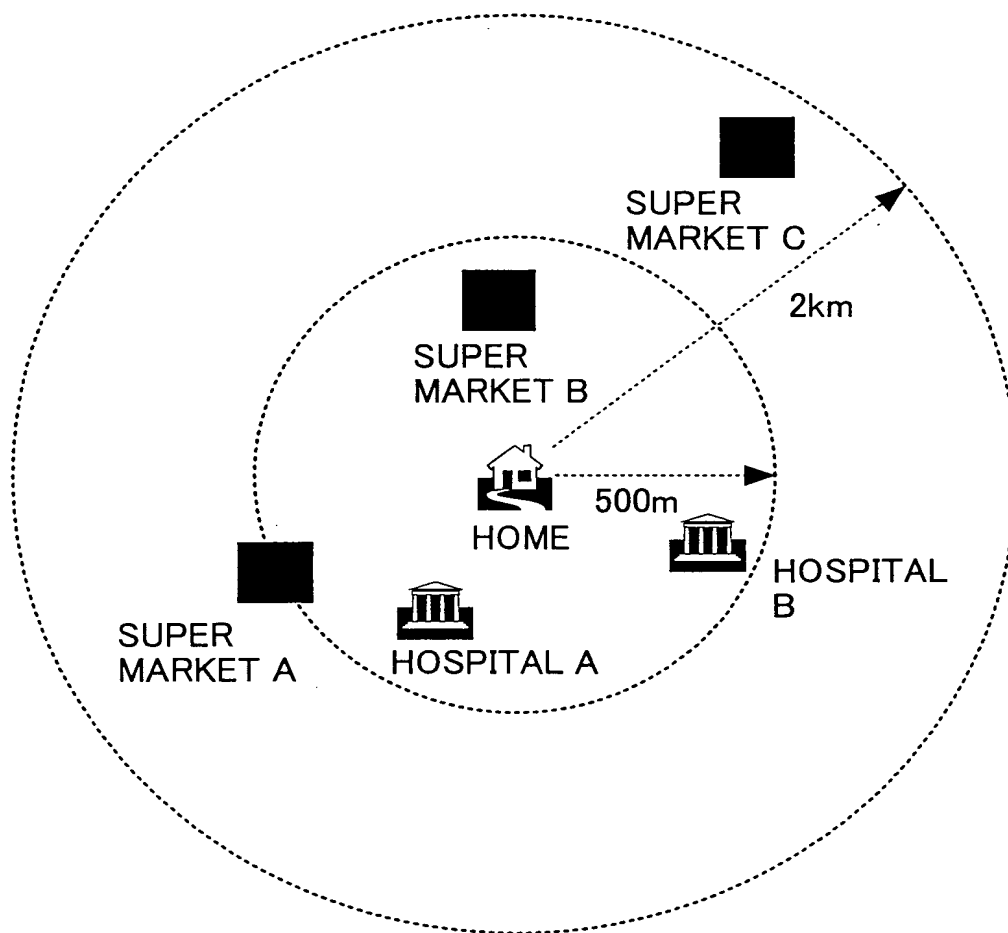 SUPER
MARKET C
2km
SUPER
MARKET B
500m
HOME
HOSPITAL
B
SUPER
MARKET A
HOSPITAL A